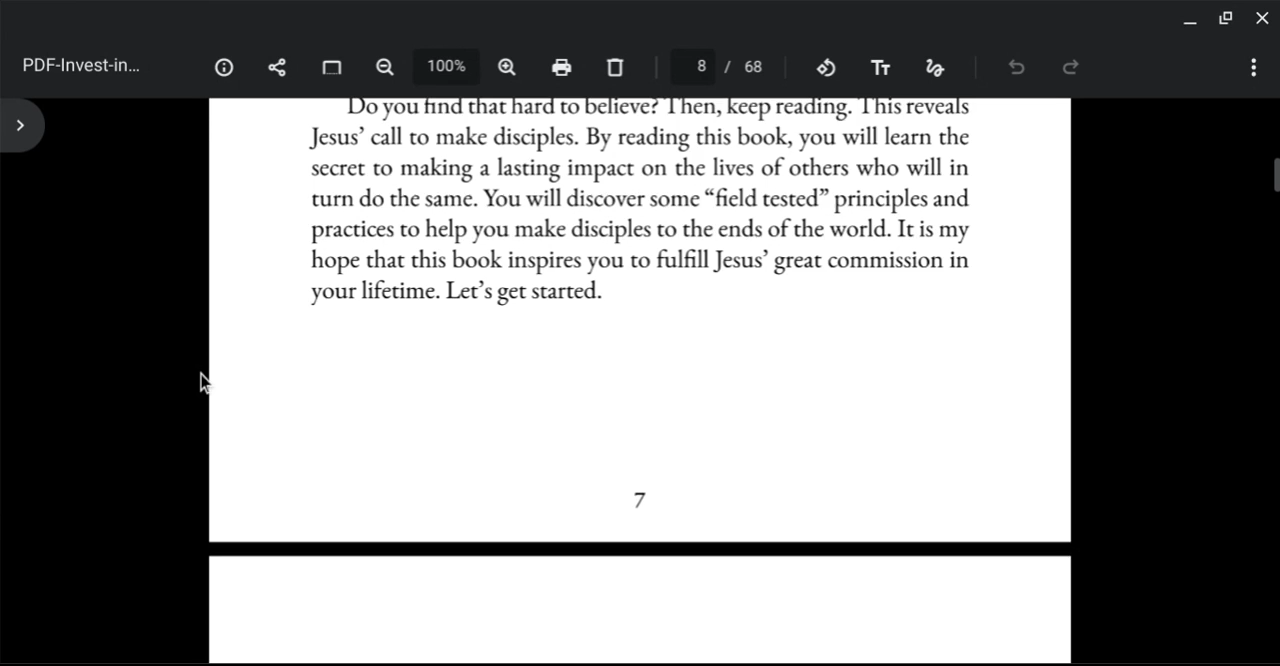 PDF-Invest-in...
100%
8 / 68
Do you find that hard to believe? Then, keep reading. This reveals
Jesus’ call to make disciples. By reading this book, you will learn the
secret to making a lasting impact on the lives of others who will in
turn do the same. You will discover some “field tested” principles and
practices to help you make disciples to the ends of the world. It is my
hope that this book inspires you to fulfill Jesus’ great commission in
your lifetime. Let’s get started.
7